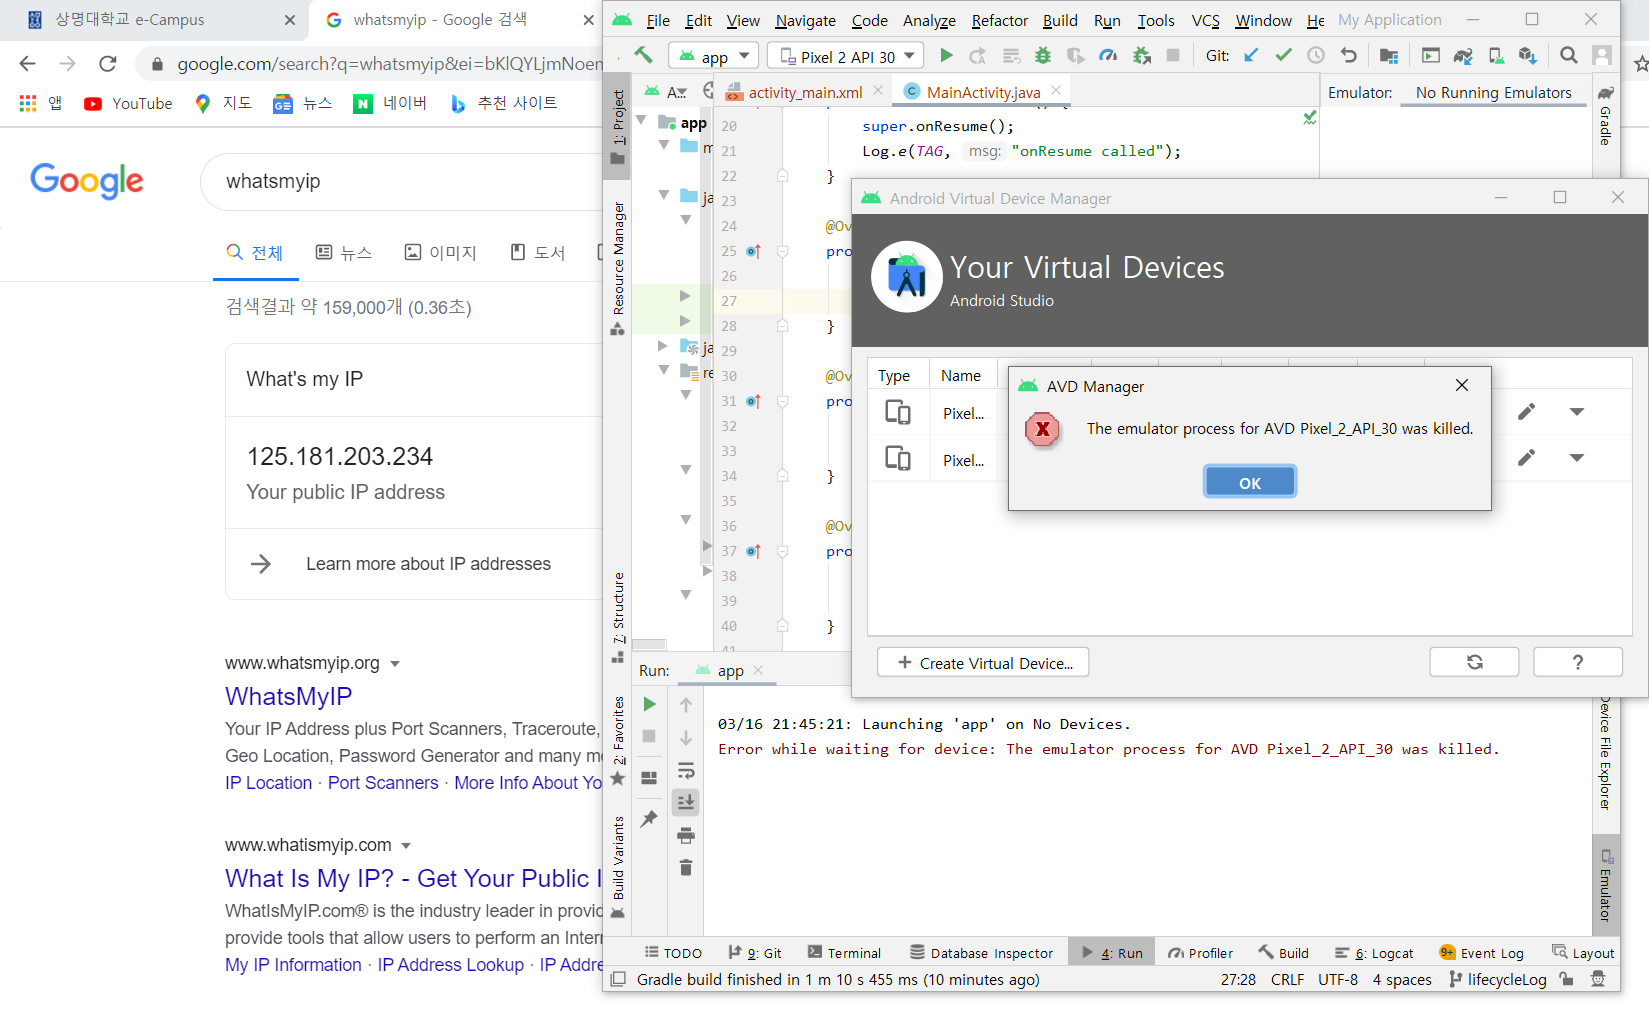 상명대학교 e-Campus
whatsmyip - Google 검색
google.com/search?q=whatsmyip&ei=bKlQYLjmNoen
앱
YouTube
지도
뉴스
네이버
추천 사이트
Google
whatsmyip
전체
뉴스
이미지
도서
검색결과 약 159,000개 (0.36초)
What's my IP
125.181.203.234
Your public IP address
Learn more about IP addresses
www.whatsmyip.org
WhatsMyIP
Your IP Address plus Port Scanners, Traceroute,
Geo Location, Password Generator and many mo
IP Location · Port Scanners · More Info About Yo
www.whatismyip.com
What Is My IP? - Get Your Public I
WhatIsMyIP.com® is the industry leader in provid
provide tools that allow users to perform an Inter
My IP Information · IP Address Lookup · IP Addre
File Edit View Navigate Code Analyze Refactor Build Run Tools VCS Window He My Application
app
Pixel 2 API 30
Git:
1: Project
Resource Manager
7: Structure
2: Favorites
Build Variants
A...
activity_main.xml
MainActivity.java
Emulator:
No Running Emulators
Gradle
app
m
ja
ja
re
20
21
22
23
24
25
26
27
28
29
30
31
32
33
34
35
36
37
38
39
40
41
super.onResume();
Log.e(TAG, msg: "onResume called");
}
@Ov
pro
}
@Ov
pro
}
@Ov
pro
}
Android Virtual Device Manager
Your Virtual Devices
Android Studio
Type
Name
Pixel...
Pixel...
AVD Manager
The emulator process for AVD Pixel_2_API_30 was killed.
OK
Create Virtual Device...
?
Run:
app
03/16 21:45:21: Launching 'app' on No Devices.
Error while waiting for device: The emulator process for AVD Pixel_2_API_30 was killed.
Device File Explorer
Emulator
TODO
9: Git
Terminal
Database Inspector
4: Run
Profiler
Build
6: Logcat
9+ Event Log
Layout
Gradle build finished in 1 m 10 s 455 ms (10 minutes ago)
27:28 CRLF UTF-8 4 spaces lifecycleLog